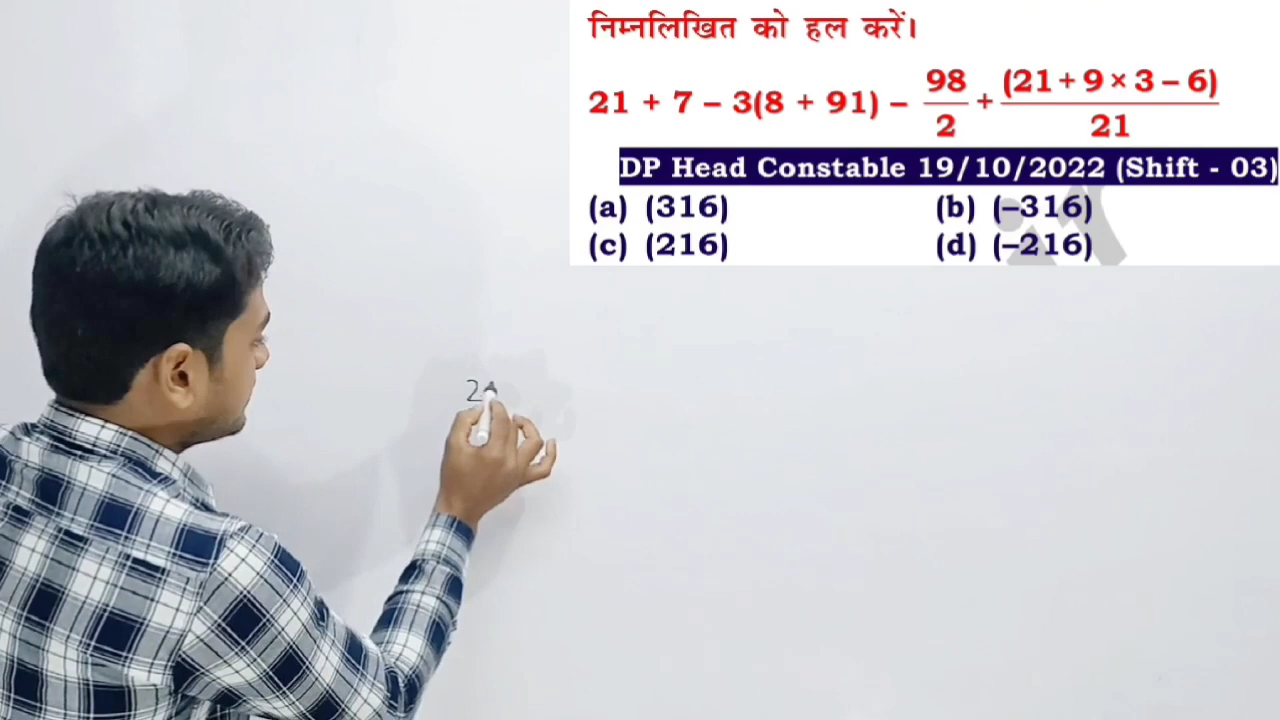 निम्नलिखित को हल करें।
21 + 7 – 3(8 + 91) – 98/2 + (21 + 9 × 3 – 6)/21
DP Head Constable 19/10/2022 (Shift - 03)
(a) (316) (b) (–316)
(c) (216) (d) (–216)
2